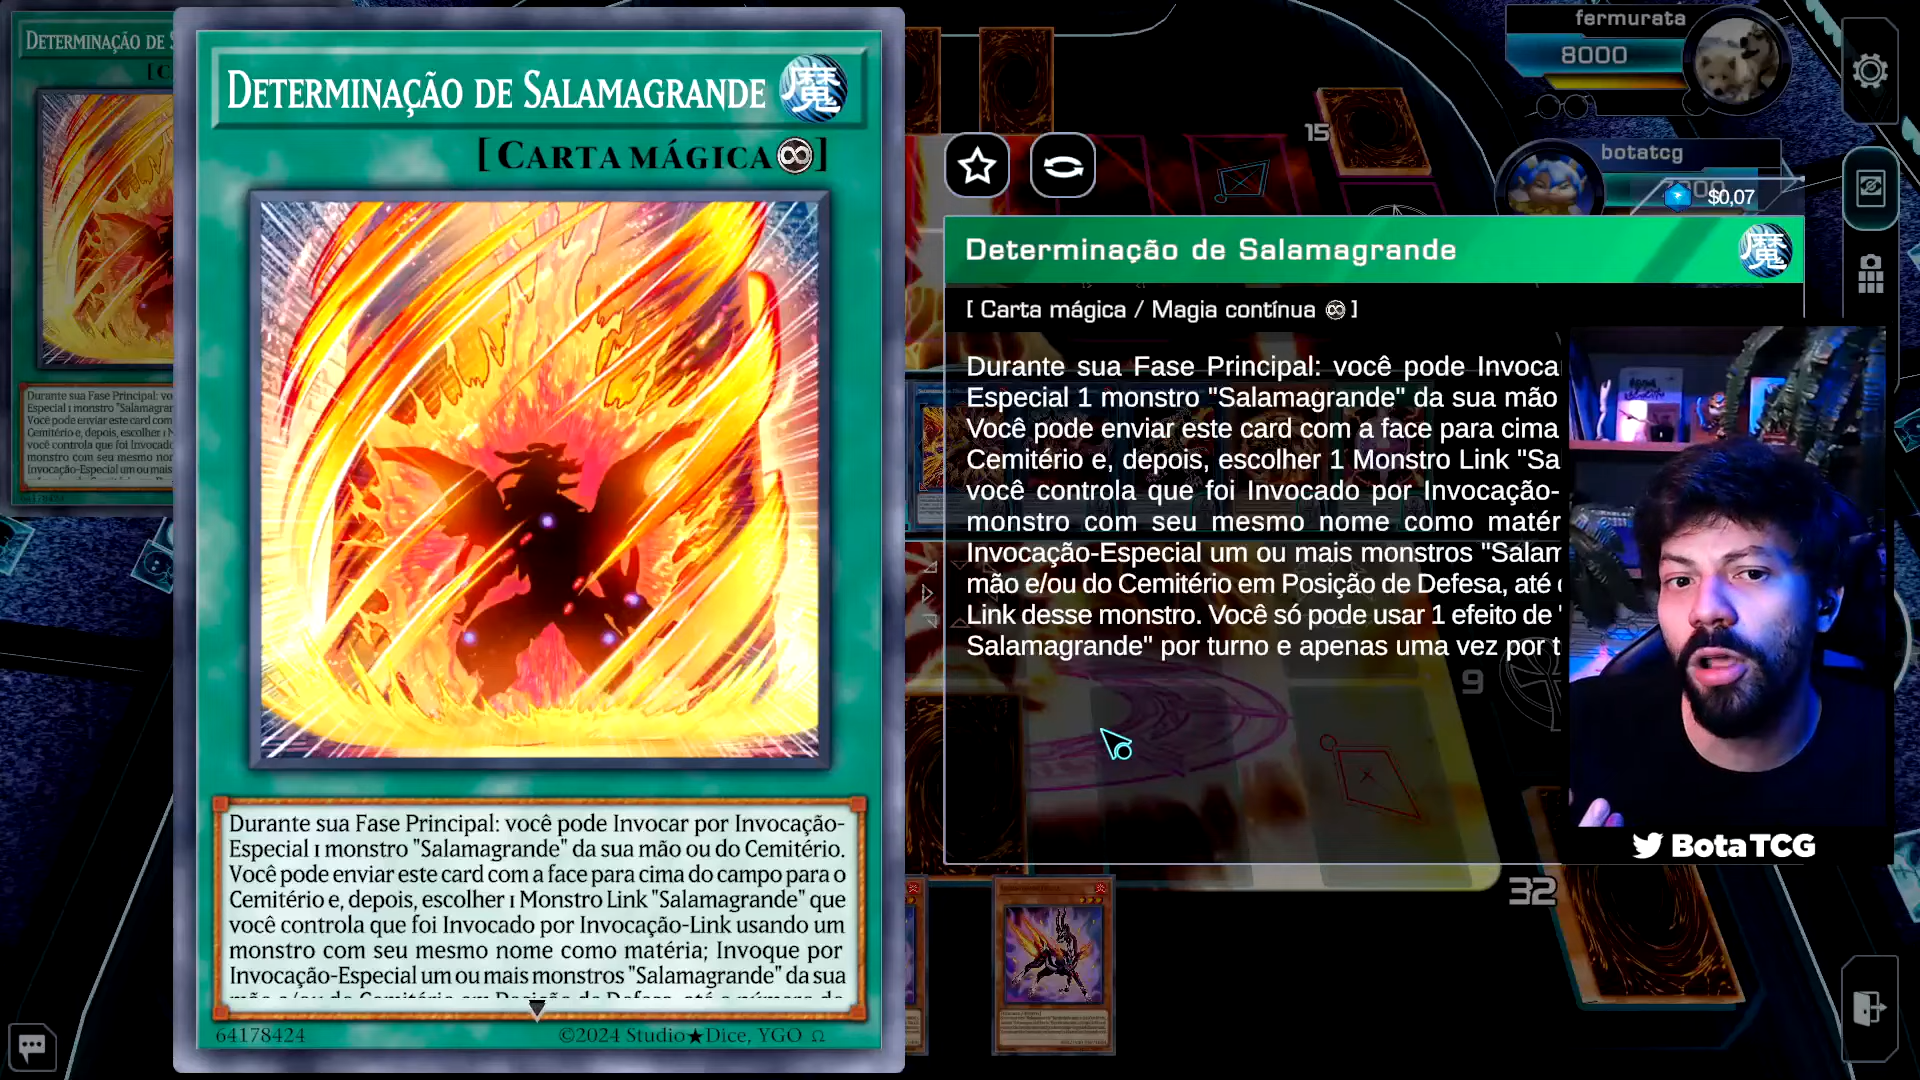 DETERMINAÇÃO DE SALAMAGRANDE
魔
[CARTA MÁGICA ]
Durante sua Fase Principal: você pode Invocar por Invocação-
Especial 1 monstro "Salamagrande" da sua mão ou do Cemitério.
Você pode enviar este card com a face para cima do campo para o
Cemitério e, depois, escolher 1 Monstro Link "Salamagrande" que
você controla que foi Invocado por Invocação-Link usando um
monstro com seu mesmo nome como matéria; Invoque por
Invocação-Especial um ou mais monstros "Salamagrande" da sua
64178424
©2024 Studio★Dice, YGO Ω
DETERMINAÇÃO DE
fermurata
8000
15
botatcg
$0,07
Determinação de Salamagrande
魔
[ Carta mágica / Magia contínua ]
Durante sua Fase Principal: você pode Invoca
Especial 1 monstro "Salamagrande" da sua mão
Você pode enviar este card com a face para cima
Cemitério e, depois, escolher 1 Monstro Link "Sa
você controla que foi Invocado por Invocação-
monstro com seu mesmo nome como matér
Invocação-Especial um ou mais monstros "Salam
mão e/ou do Cemitério em Posição de Defesa, até
Link desse monstro. Você só pode usar 1 efeito de "
Salamagrande" por turno e apenas uma vez por t
9
BotaTCG
32